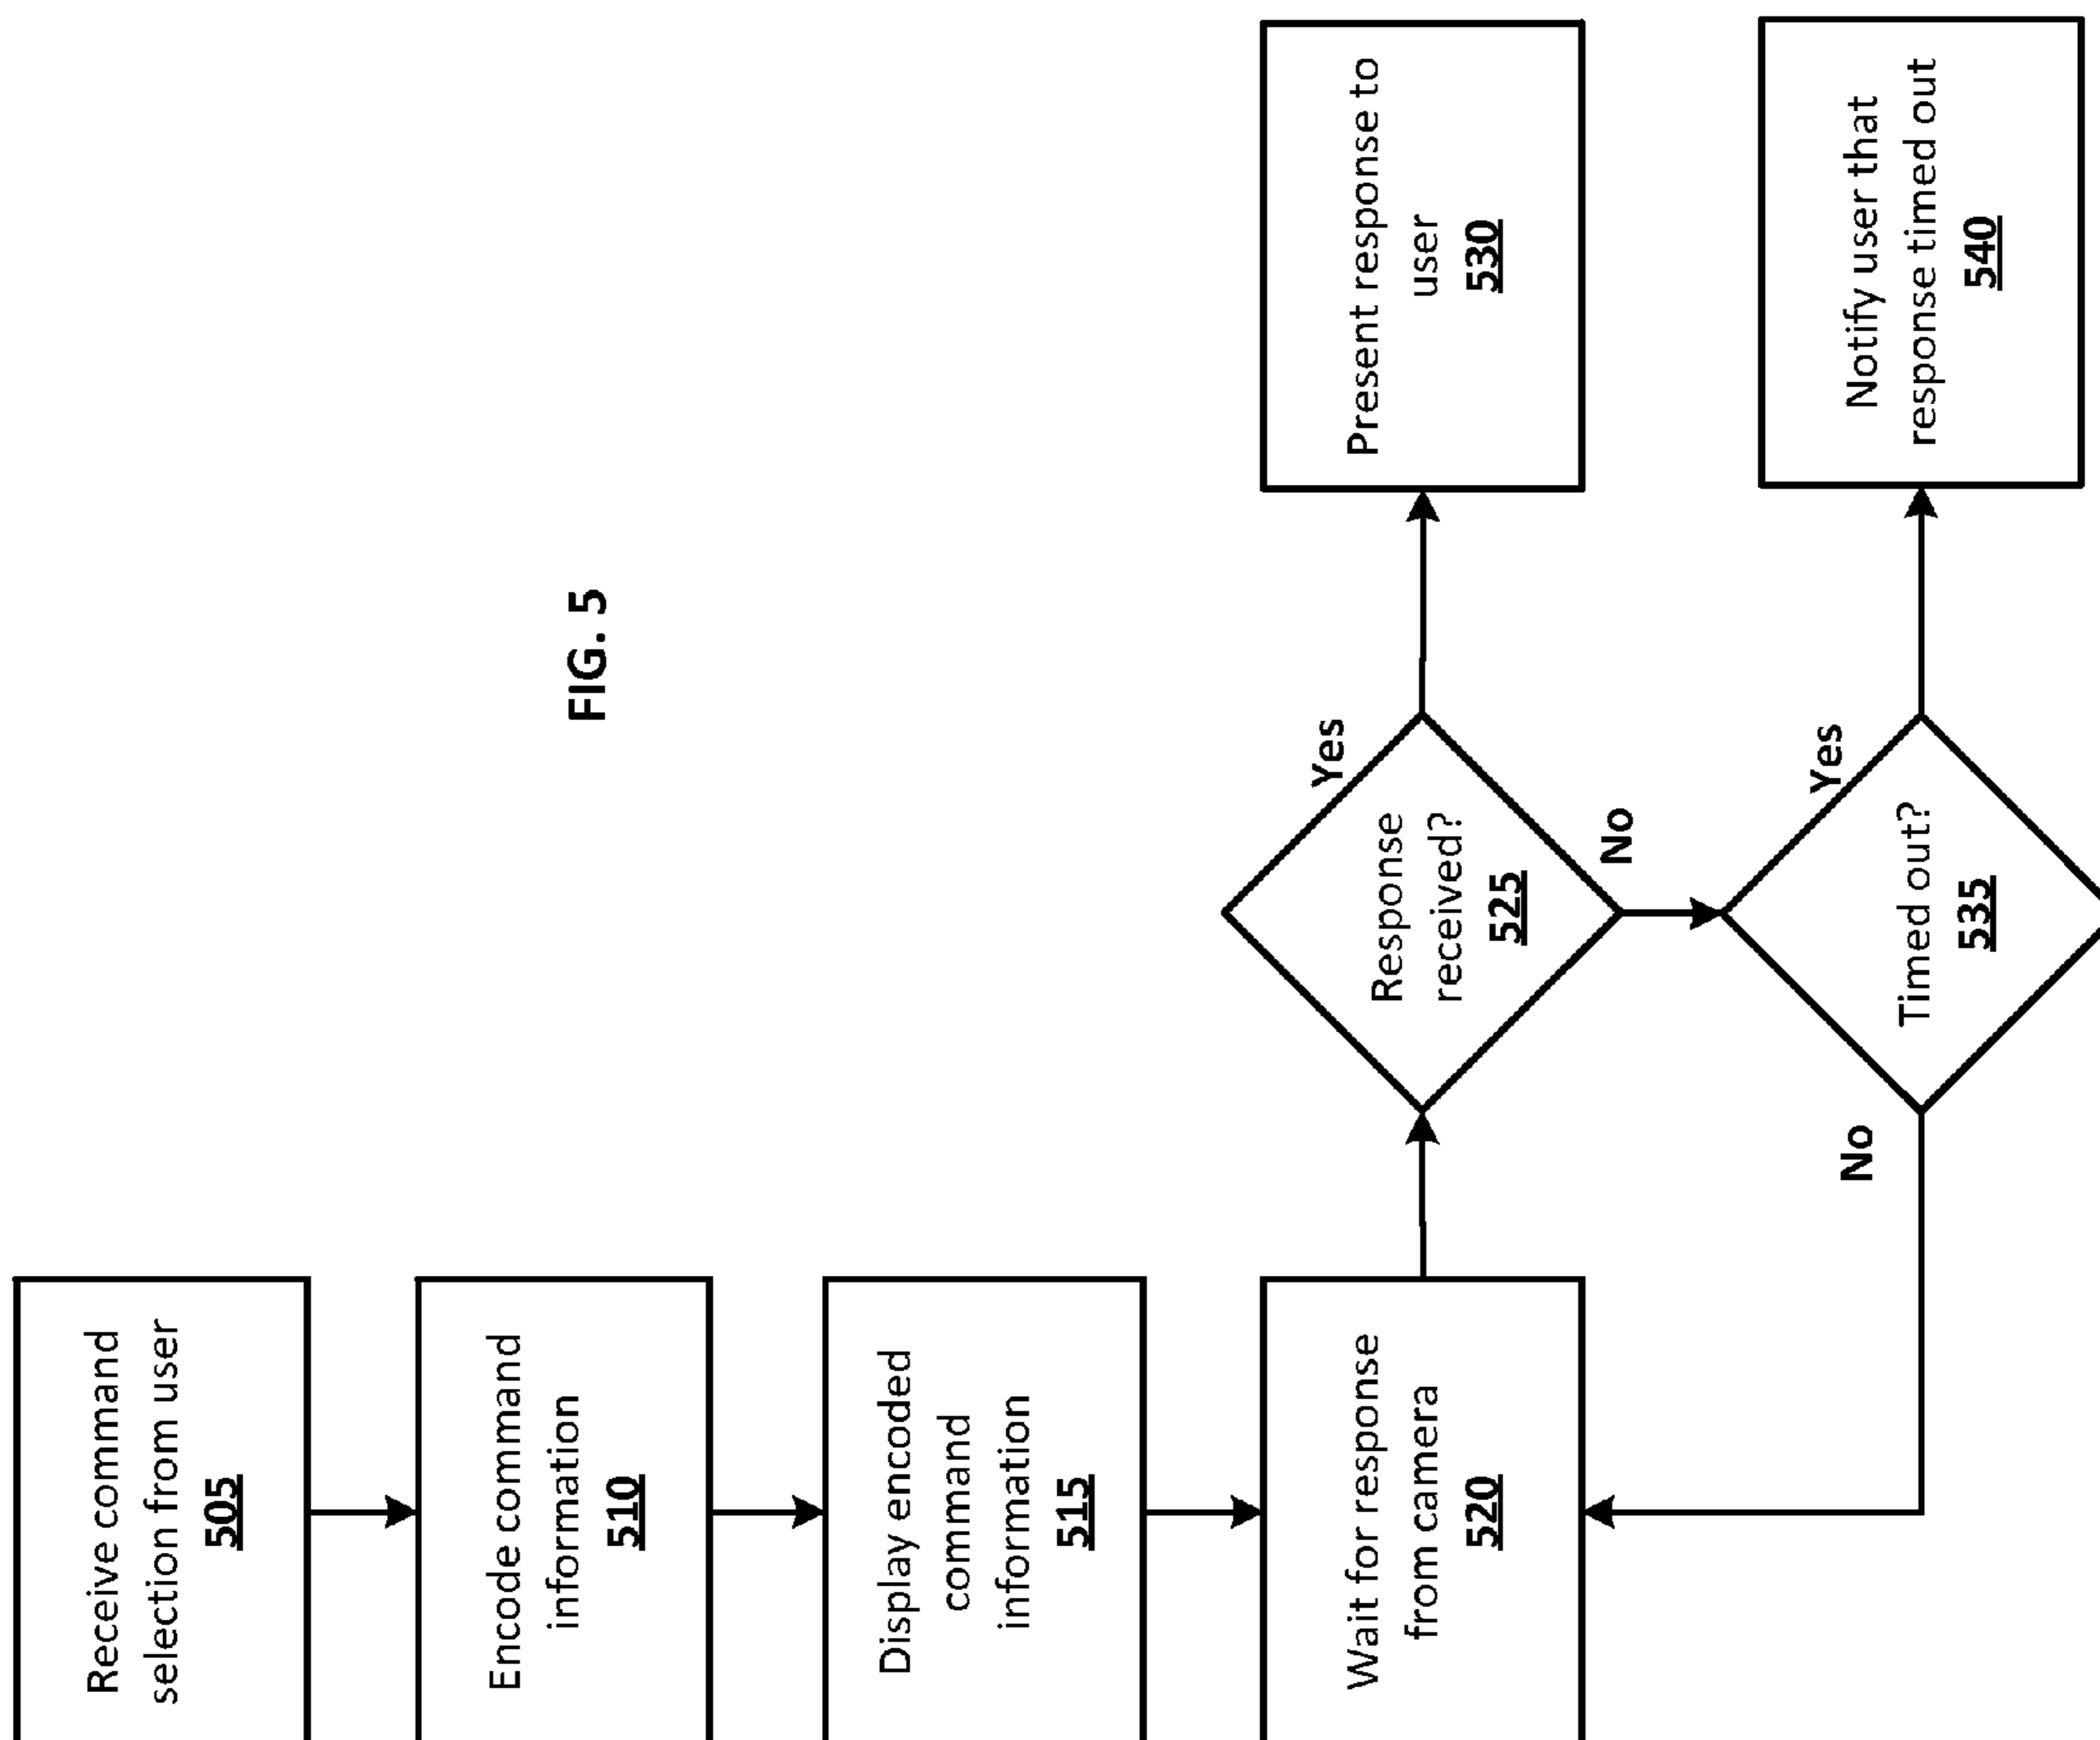 Receive command
selection from user
505
Encode command
information
510
Display encoded
command
information
515
Wait for response
from camera
520
Response
received?
525
Yes
No
Present response to
user
530
Timed out?
535
Yes
No
Notify user that
response timed out
540
FIG. 5